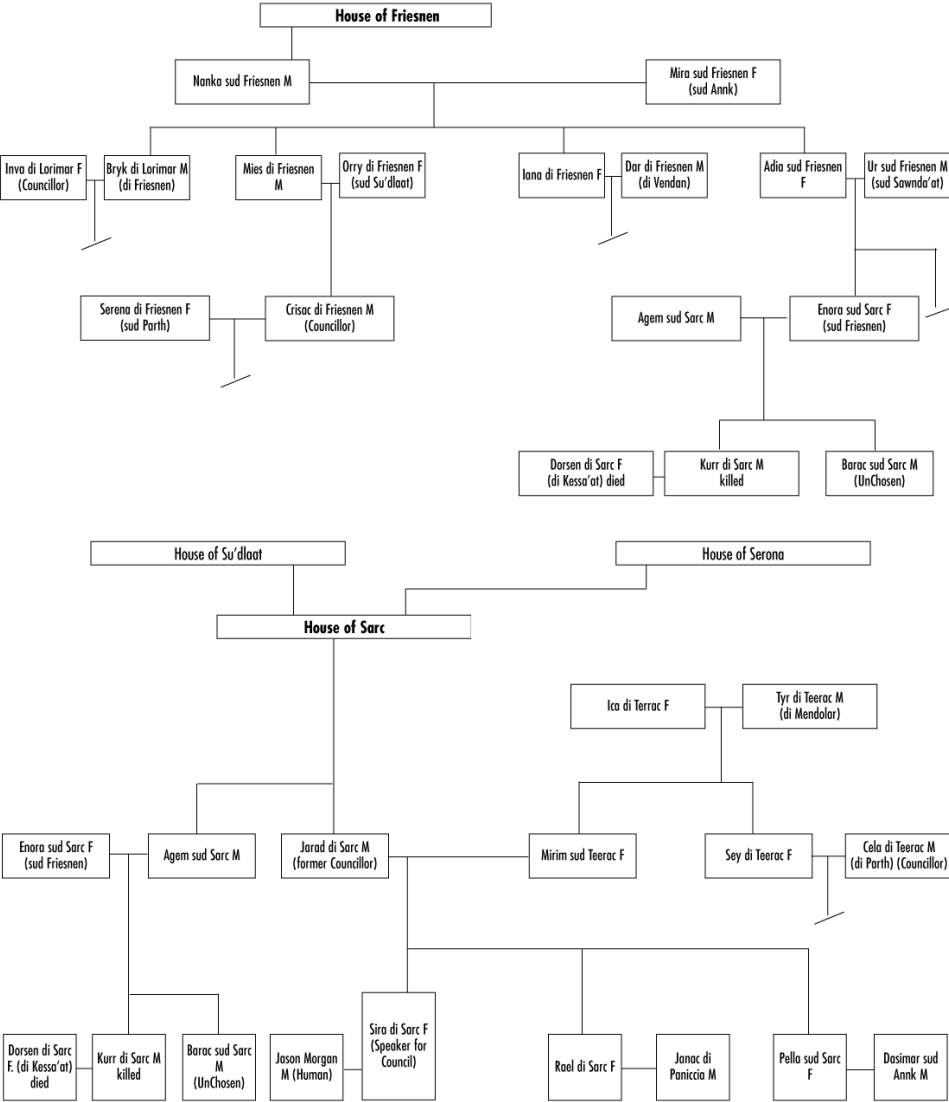 House of Friesnen
Nanka sud Friesnen M
Mira sud Friesnen F
(sud Annk)
Inva di Lorimar F
(Councillor)
Bryk di Lorimar M
(di Friesnen)
Mies di Friesnen
M
Orry di Friesnen F
(sud Su'dlaat)
Iana di Friesnen F
Dar di Friesnen M
(di Vendan)
Adia sud Friesnen
F
Ur sud Friesnen M
(sud Sawnda'at)
Serena di Friesnen F
(sud Parth)
Crisac di Friesnen M
(Councillor)
Agem sud Sarc M
Enora sud Sarc F
(sud Friesnen)
Dorsen di Sarc F
(di Kessa'at) died
Kurr di Sarc M
killed
Barac sud Sarc M
(UnChosen)
House of Su'dlaat
House of Serona
House of Sarc
Ica di Terrac F
Tyr di Teerac M
(di Mendolar)
Enora sud Sarc F
(sud Friesnen)
Agem sud Sarc M
Jarad di Sarc M
(former Councillor)
Mirim sud Teerac F
Sey di Teerac F
Cela di Teerac M
(di Parth) (Councillor)
Dorsen di Sarc
F. (di Kessa'at)
died
Kurr di Sarc M
killed
Barac sud Sarc
M
(UnChosen)
Jason Morgan
M (Human)
Sira di Sarc F
(Speaker for
Council)
Rael di Sarc F
Janac di
Paniccia M
Pella sud Sarc
F
Dasimar sud
Annk M